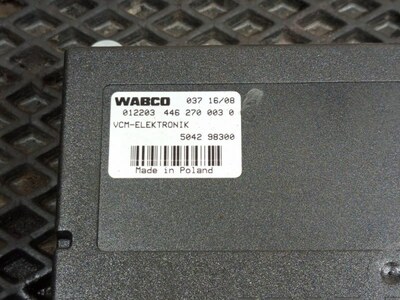 WABCO 037 16/08
012203 446 270 003 0
VCM-ELEKTRONIK
5042 98300
Made in Poland